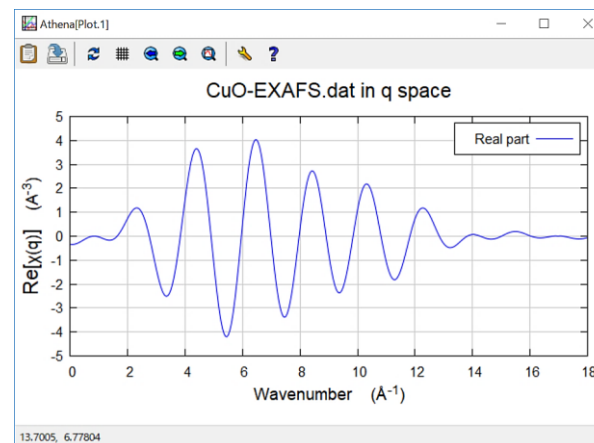 Athena[Plot.1]
CuO-EXAFS.dat in q space
Real part
Re[χ(q)] (A⁻³)
5
4
3
2
1
0
-1
-2
-3
-4
-5
0 2 4 6 8 10 12 14 16 18
Wavenumber (Å⁻¹)
13.7005, 6.77804